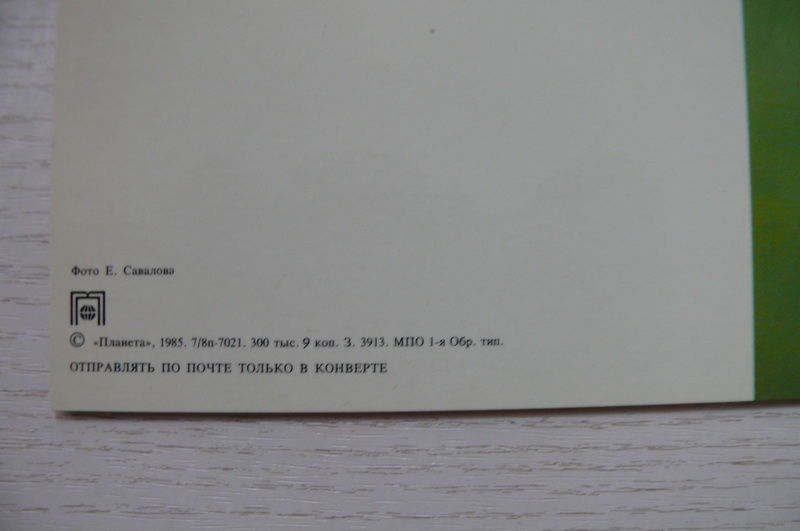 Фото Е. Савалова
© «Планета», 1985. 7/8п-7021. 300 тыс. 9 коп. З. 3913. МПО 1-я Обр. тип.
ОТПРАВЛЯТЬ ПО ПОЧТЕ ТОЛЬКО В КОНВЕРТЕ